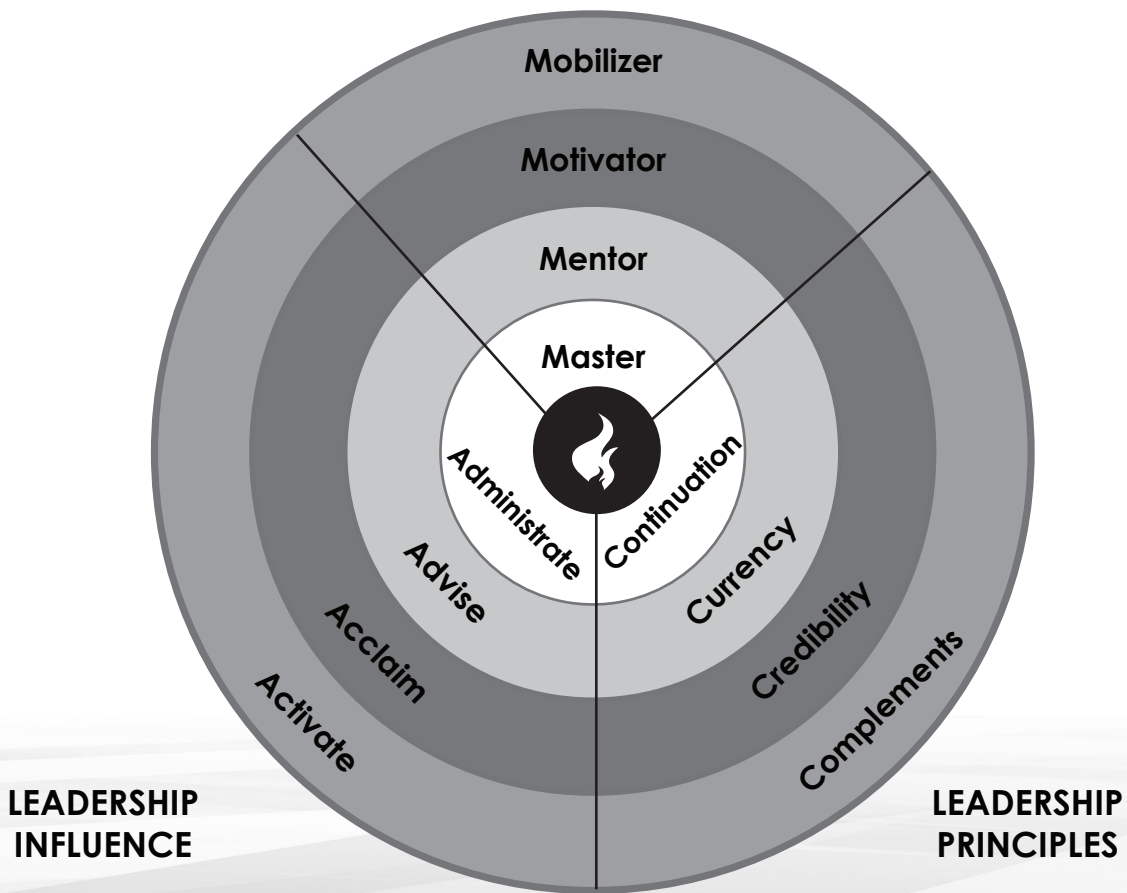 Mobilizer
Motivator
Mentor
Master
Administrate
Continuation
Advise
Currency
Acclaim
Credibility
Activate
Complements
LEADERSHIP
INFLUENCE
LEADERSHIP
PRINCIPLES